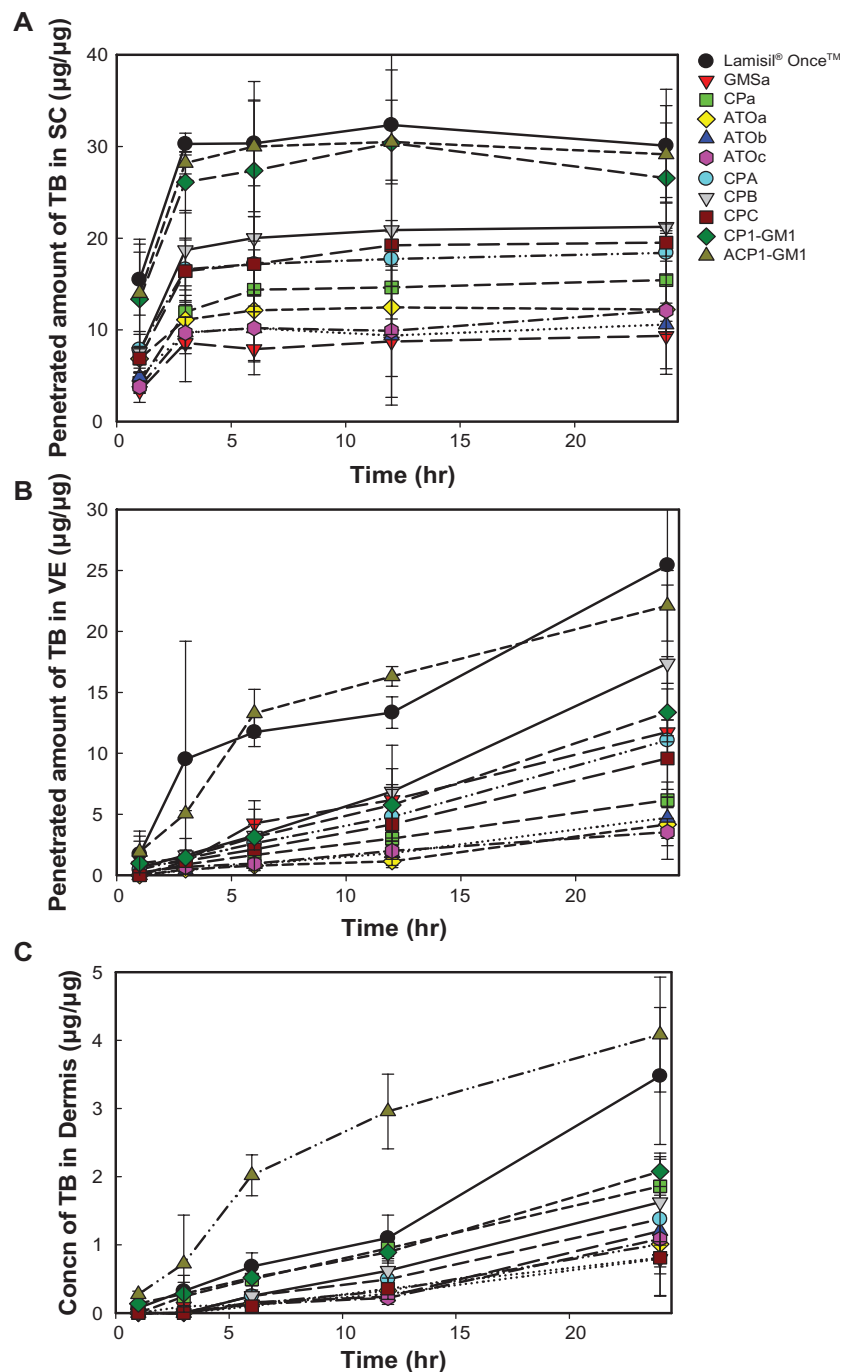 A
Penetrated amount of TB in SC (µg/µg)
40
30
20
10
0
0 5 10 15 20
Time (hr)
Lamisil® Once™
GMSa
CPa
ATOa
ATOb
ATOc
CPA
CPB
CPC
CP1-GM1
ACP1-GM1
B
Penetrated amount of TB in VE (µg/µg)
30
25
20
15
10
5
0
0 5 10 15 20
Time (hr)
C
Concn of TB in Dermis (µg/µg)
5
4
3
2
1
0
0 5 10 15 20
Time (hr)